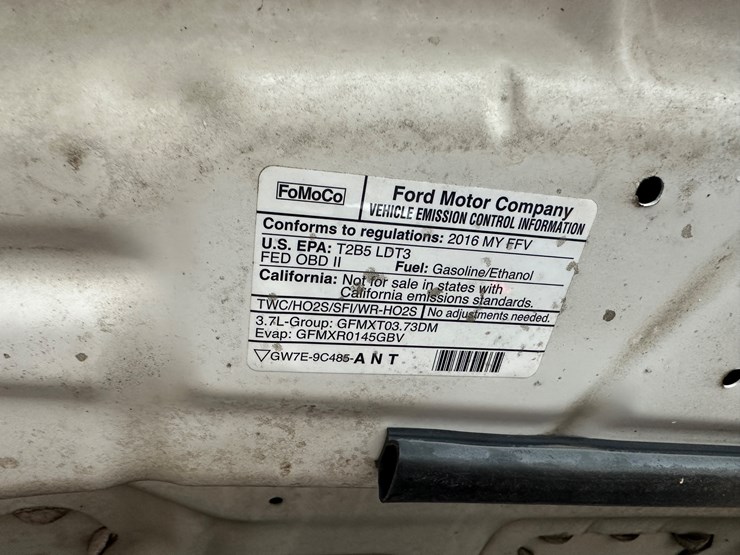 FoMoCo
Ford Motor Company
VEHICLE EMISSION CONTROL INFORMATION
Conforms to regulations: 2016 MY FFV
U.S. EPA: T2B5 LDT3
FED OBD II Fuel: Gasoline/Ethanol
California: Not for sale in states with
California emissions standards.
TWC/HO2S/SFI/WR-HO2S No adjustments needed.
3.7L-Group: GFMXT03.73DM
Evap: GFMXR0145GBV
GW7E-9C485-A N T